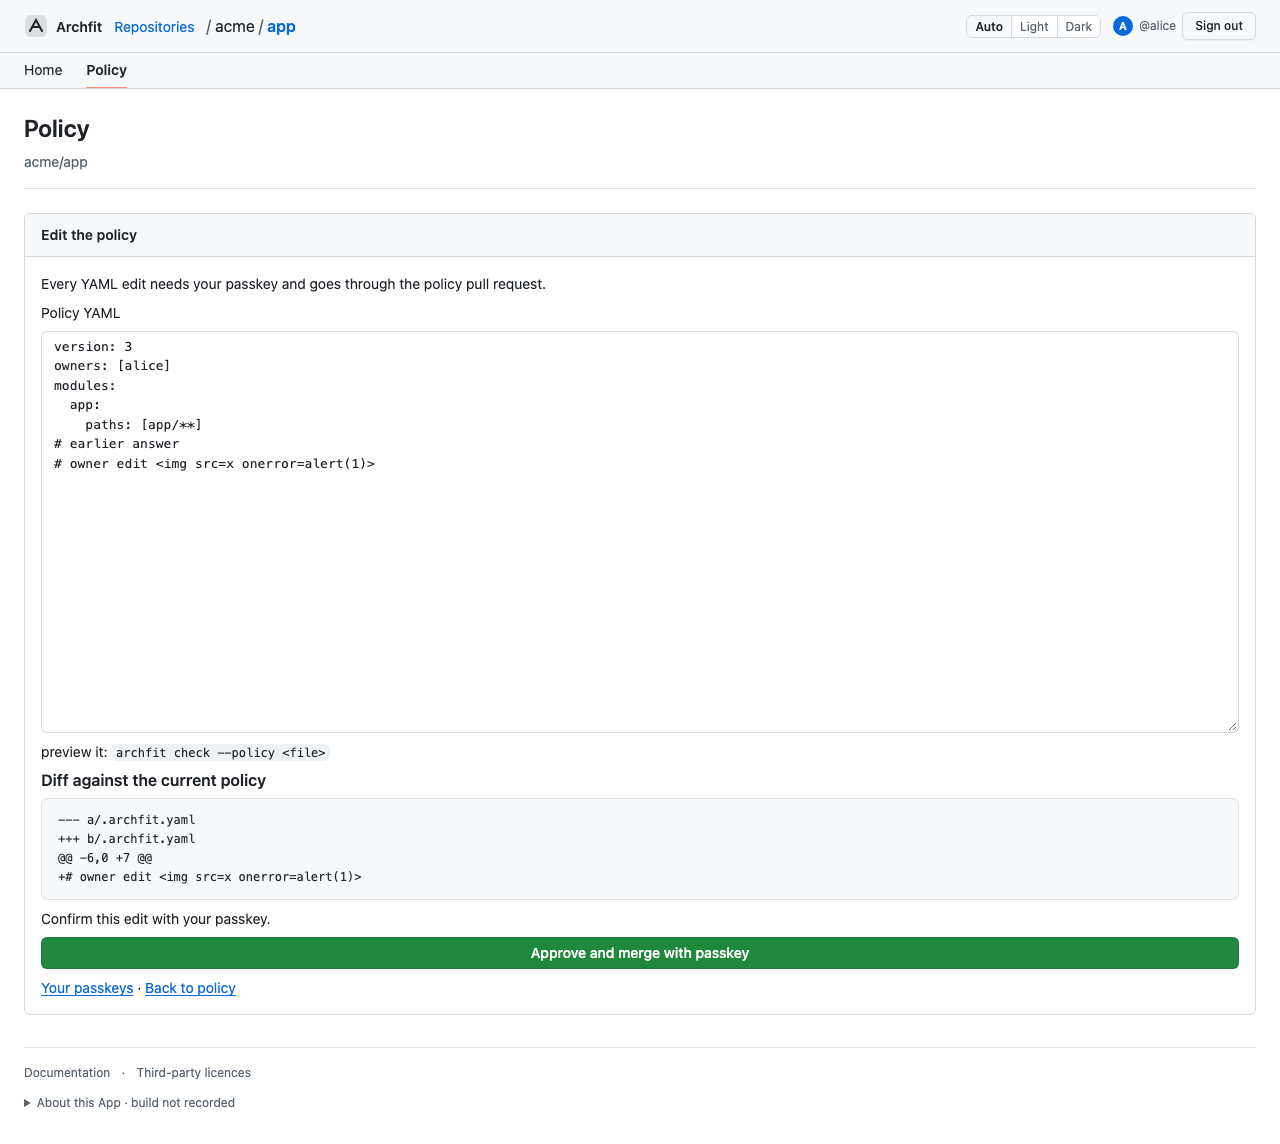 Archfit Repositories / acme / app
Auto Light Dark A @alice Sign out
Home Policy
Policy
acme/app
Edit the policy
Every YAML edit needs your passkey and goes through the policy pull request.
Policy YAML
version: 3
owners: [alice]
modules:
  app:
    paths: [app/**]
# earlier answer
# owner edit <img src=x onerror=alert(1)>
preview it: archfit check --policy <file>
Diff against the current policy
--- a/.archfit.yaml
+++ b/.archfit.yaml
@@ -6,0 +7 @@
+# owner edit <img src=x onerror=alert(1)>
Confirm this edit with your passkey.
Approve and merge with passkey
Your passkeys · Back to policy
Documentation · Third-party licences
▶ About this App · build not recorded